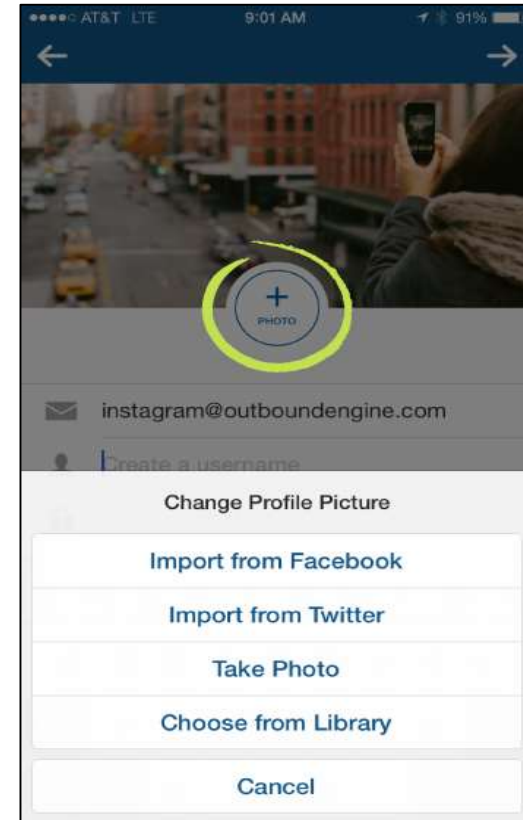 AT&T LTE 9:01 AM 91%
+
PHOTO
instagram@outboundengine.com
Create a username
Change Profile Picture
Import from Facebook
Import from Twitter
Take Photo
Choose from Library
Cancel